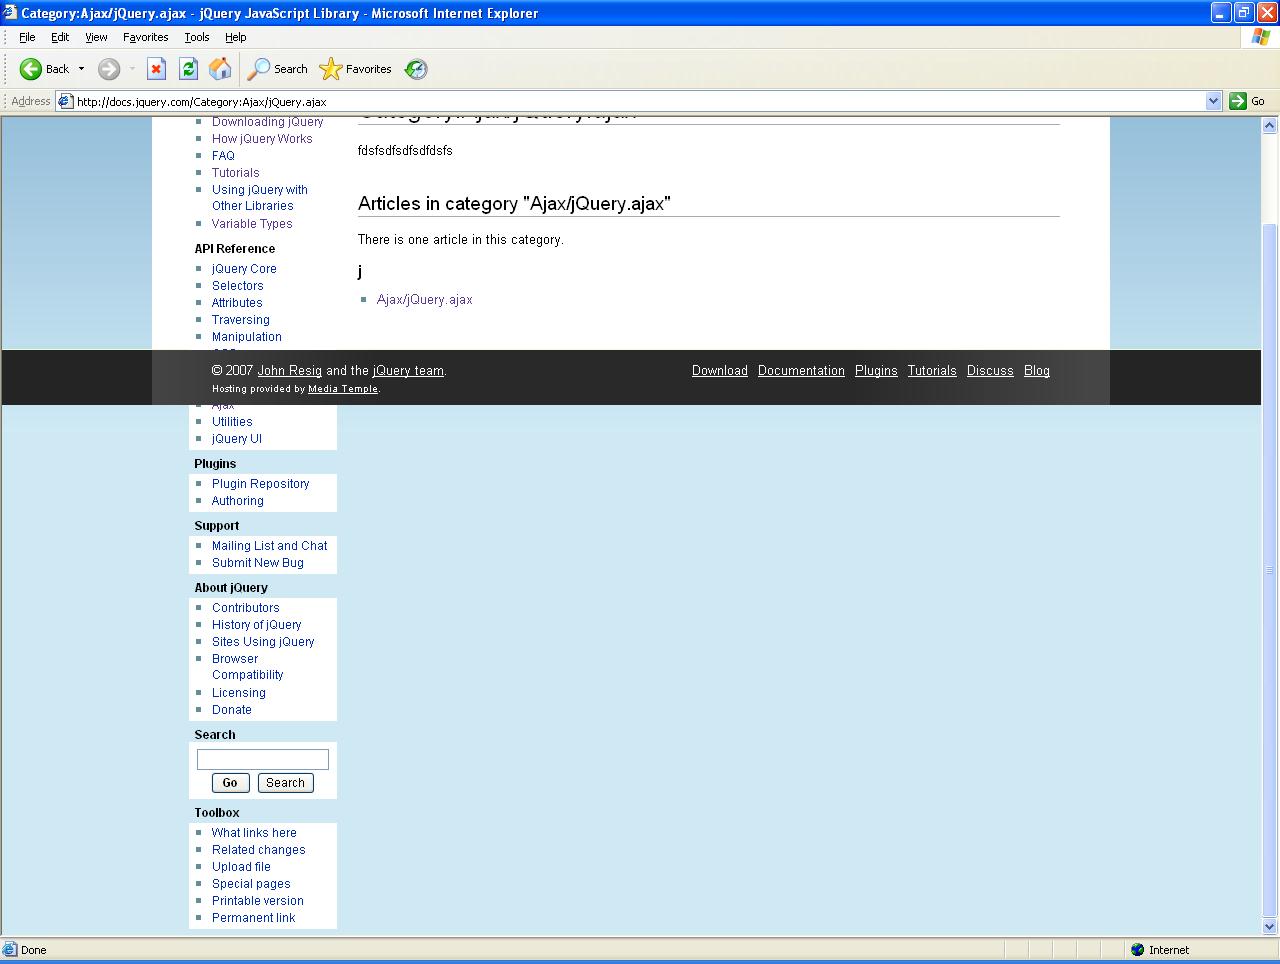 Category:Ajax/jQuery.ajax - jQuery JavaScript Library - Microsoft Internet Explorer
File Edit View Favorites Tools Help
Back Search Favorites
Address http://docs.jquery.com/Category:Ajax/jQuery.ajax Go
Downloading jQuery
How jQuery Works
FAQ
Tutorials
Using jQuery with
Other Libraries
Variable Types
API Reference
jQuery Core
Selectors
Attributes
Traversing
Manipulation
Category:Ajax/jQuery.ajax
fdsfsdfsdfsdfdsfs
Articles in category "Ajax/jQuery.ajax"
There is one article in this category.
j
Ajax/jQuery.ajax
© 2007 John Resig and the jQuery team.
Hosting provided by Media Temple.
Download Documentation Plugins Tutorials Discuss Blog
Ajax
Utilities
jQuery UI
Plugins
Plugin Repository
Authoring
Support
Mailing List and Chat
Submit New Bug
About jQuery
Contributors
History of jQuery
Sites Using jQuery
Browser
Compatibility
Licensing
Donate
Search
Go Search
Toolbox
What links here
Related changes
Upload file
Special pages
Printable version
Permanent link
Done Internet